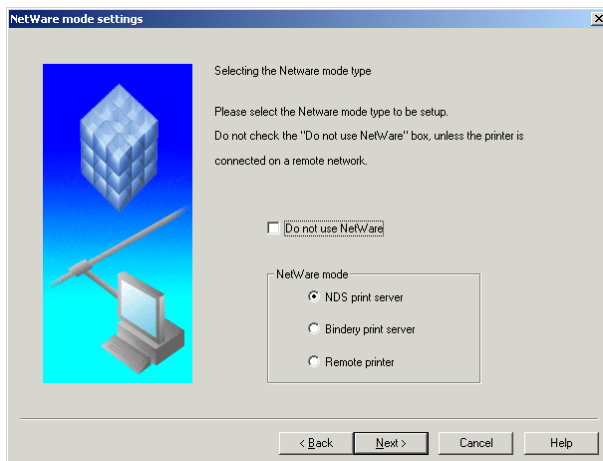 NetWare mode settings
Selecting the Netware mode type
Please select the Netware mode type to be setup.
Do not check the "Do not use NetWare" box, unless the printer is
connected on a remote network.
Do not use NetWare
NetWare mode
NDS print server
Bindery print server
Remote printer
< Back Next > Cancel Help